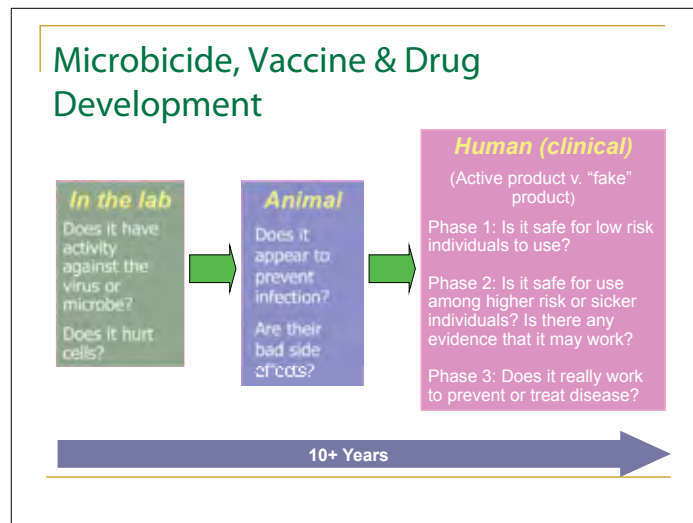 Microbicide, Vaccine & Drug
Development
In the lab
Does it have
activity
against the
virus or
microbe?
Does it hurt
cells?
Animal
Does it
appear to
prevent
infection?
Are their
bad side
effects?
Human (clinical)
(Active product v. “fake”
product)
Phase 1: Is it safe for low risk
individuals to use?
Phase 2: Is it safe for use
among higher risk or sicker
individuals? Is there any
evidence that it may work?
Phase 3: Does it really work
to prevent or treat disease?
10+ Years